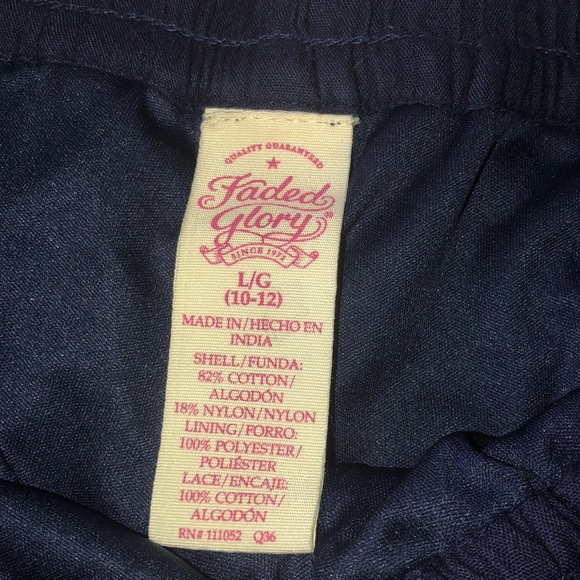 QUALITY GUARANTEED
Faded
Glory®
SINCE 1972
L/G
(10-12)
MADE IN/HECHO EN
INDIA
SHELL/FUNDA:
82% COTTON/
ALGODÓN
18% NYLON/NYLON
LINING/FORRO:
100% POLYESTER/
POLIÉSTER
LACE/ENCAJE:
100% COTTON/
ALGODÓN
RN# 111052 Q36